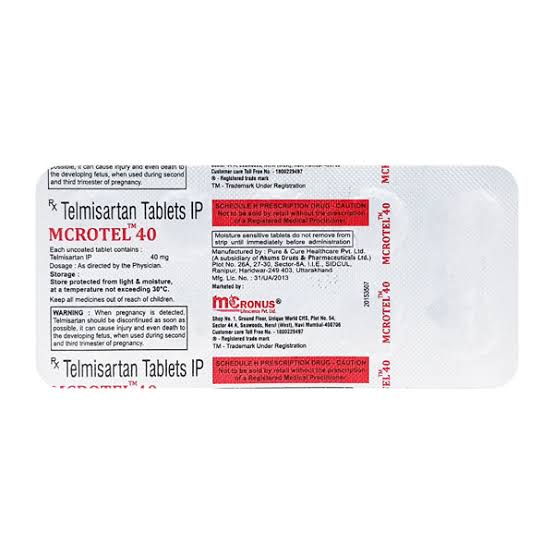 possible, it can cause injury and even death to
the developing fetus, when used during second
and third trimester of pregnancy.
Customer care Toll Free No. - 1800229487
® - Registered trade mark
TM - Trademark Under Registration
Rx Telmisartan Tablets IP
MCROTEL™ 40
Each uncoated tablet contains :
Telmisartan IP 40 mg
Dosage : As directed by the Physician.
Storage :
Store protected from light & moisture,
at a temperature not exceeding 30°C.
Keep all medicines out of reach of children.
WARNING : When pregnancy is detected,
Telmisartan should be discontinued as soon as
possible, it can cause injury and even death to
the developing fetus, when used during second
and third trimester of pregnancy.
Rx Telmisartan Tablets IP
MCROTEL™ 40
SCHEDULE H PRESCRIPTION DRUG - CAUTION
Not to be sold by retail without the prescription
of a Registered Medical Practitioner.
Moisture sensitive tablets do not remove from
strip until immediately before administration
Manufactured by : Pure & Cure Healthcare Pvt. Ltd.
(A subsidiary of Akums Drugs & Pharmaceuticals Ltd.)
Plot No. 26A, 27-30, Sector-8A, I.I.E., SIDCUL,
Ranipur, Haridwar-249 403, Uttarakhand
Mfg. Lic. No. : 31/UA/2013
Marketed by :
mCRONUS®
Lifescience Pvt. Ltd.
Shop No. 1, Ground Floor, Unique World CHS, Plot No. 54,
Sector 44 A, Seawoods, Nerul (West), Navi Mumbai-400706
Customer care Toll Free No. - 1800229487
® - Registered trade mark
TM - Trademark Under Registration
SCHEDULE H PRESCRIPTION DRUG - CAUTION
Not to be sold by retail without the prescription
of a Registered Medical Practitioner.
20153507
MC
MCROTEL™ 40
MCROTEL™ 40
TEL™ 40